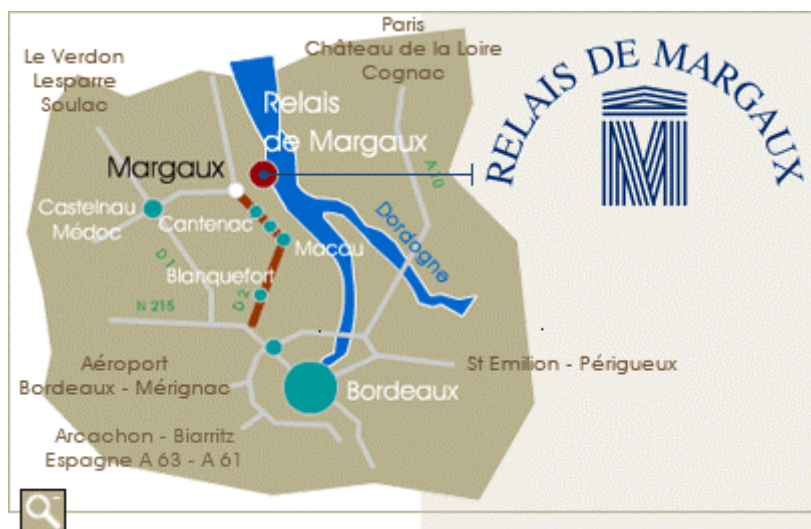 Paris
Château de la Loire
Cognac
Le Verdon
Lesparre
Soulac
RELAIS DE MARGAUX
Relais
de Margaux
Margaux
A 10
Castelnau
Médoc
Cantenac
Dordogne
Macau
D 1
Blanquefort
D 2
N 215
Aéroport
Bordeaux - Mérignac
St Emilion - Périgueux
Bordeaux
Arcachon - Biarritz
Espagne A 63 - A 61